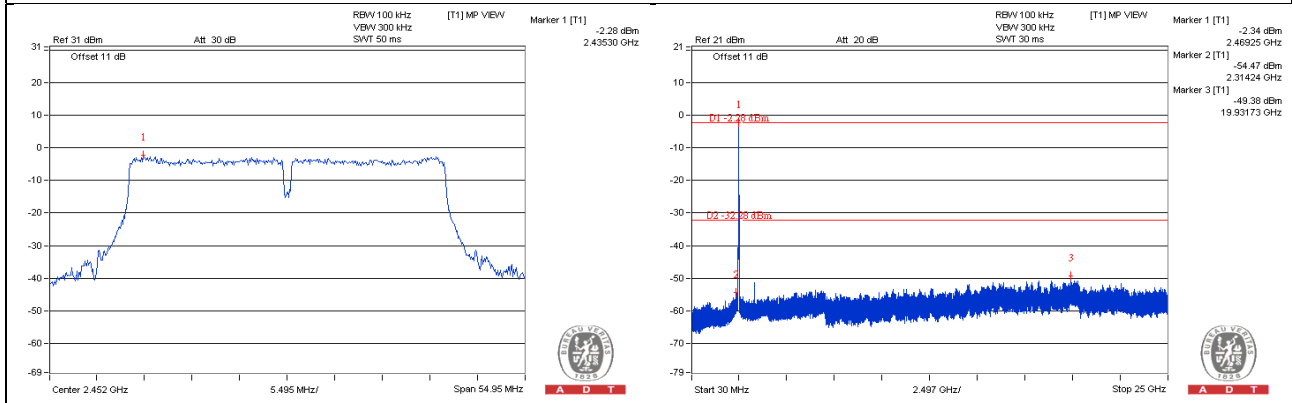 RBW 100 kHz [T1] MP VIEW
VBW 300 kHz
Ref 31 dBm Att 30 dB SWT 50 ms
Marker 1 [T1]
-2.28 dBm
2.43530 GHz
31
Offset 11 dB
20
10
0
1
-10
-20
-30
-40
-50
-60
-69
Center 2.452 GHz 5.495 MHz/ Span 54.95 MHz
BUREAU VERITAS
1828
A D T
RBW 100 kHz [T1] MP VIEW
VBW 300 kHz
Ref 21 dBm Att 20 dB SWT 30 ms
Marker 1 [T1]
-2.34 dBm
2.46925 GHz
Marker 2 [T1]
-54.47 dBm
2.31424 GHz
Marker 3 [T1]
-49.38 dBm
19.93173 GHz
21
Offset 11 dB
10
1
0
D1 -2.28 dBm
-10
-20
-30
D2 -32.28 dBm
-40
3
-50
2
-60
-70
-79
Start 30 MHz 2.497 GHz/ Stop 25 GHz
BUREAU VERITAS
1828
A D T